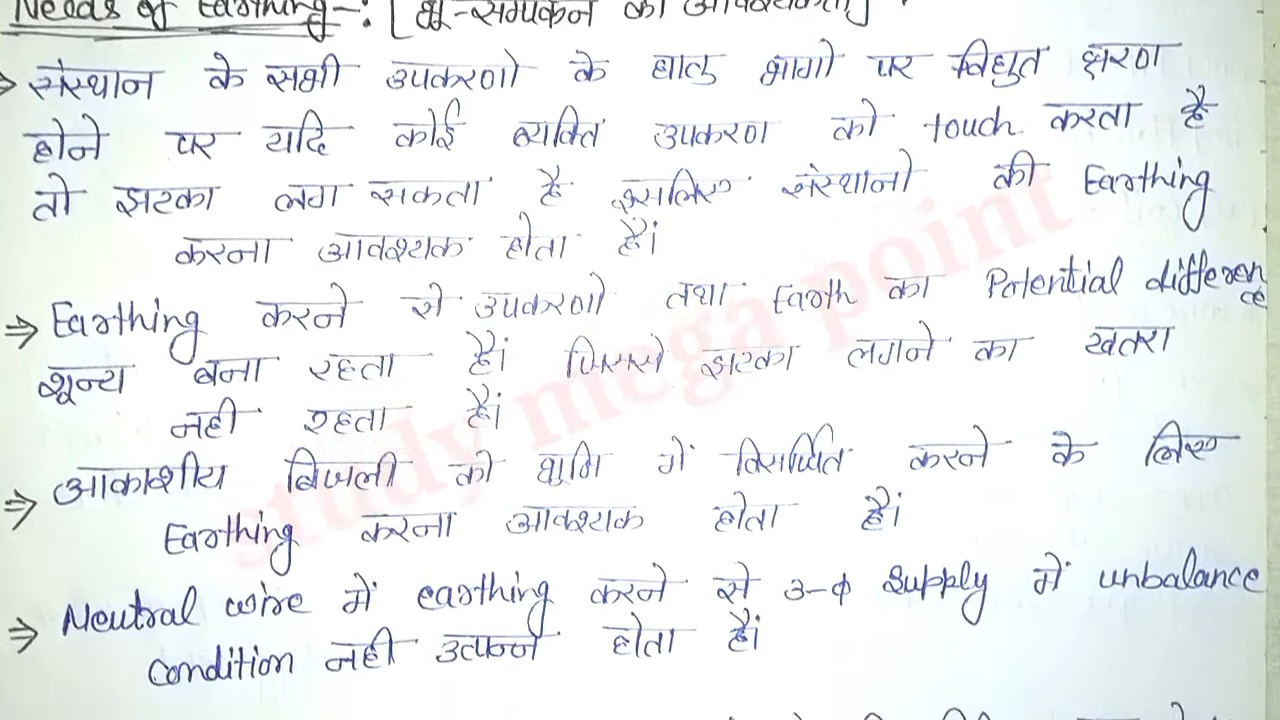 Needs of Earthing -: [भू-सम्पर्कन की आवश्यकता]
→ संस्थान के सभी उपकरणो के धातु भागो पर विधुत क्षरण
होने पर यदि कोई व्यक्ति उपकरण को touch करता है
तो झटका लग सकता है इसलिए संस्थानो की Earthing
करना आवश्यक होता है।
⇒ Earthing करने से उपकरणो तथा Earth का Potential difference
शून्य बना रहता है। जिससे झटका लगने का खतरा
नही रहता है।
⇒ आकाशीय बिजली को भूमि में विसर्जित करने के लिए
Earthing करना आवश्यक होता है।
⇒ Neutral wire में earthing करने से 3-ϕ supply में unbalance
condition नही उत्पन्न होता है।
study mega point